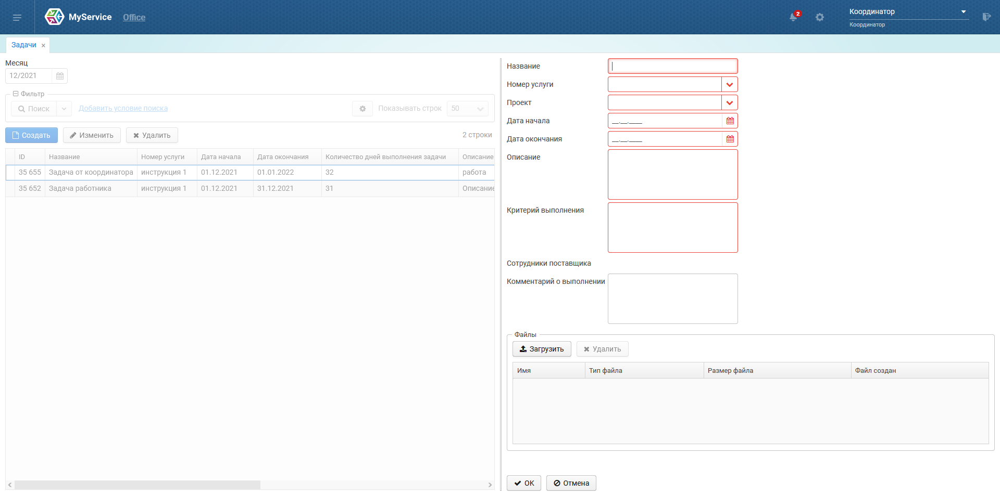 MyService Office
2
Координатор
Координатор
Задачи ×
Месяц
12/2021
Фильтр
Поиск Добавить условие поиска Показывать строк 50
Создать Изменить Удалить 2 строки
ID Название Номер услуги Дата начала Дата окончания Количество дней выполнения задачи Описание
35 655 Задача от координатора инструкция 1 01.12.2021 01.01.2022 32 работа
35 652 Задача работника инструкция 1 01.12.2021 31.12.2021 31 Описание
Название
Номер услуги
Проект
Дата начала __.__.____
Дата окончания __.__.____
Описание
Критерий выполнения
Сотрудники поставщика
Комментарий о выполнении
Файлы
Загрузить Удалить
Имя Тип файла Размер файла Файл создан
OK Отмена